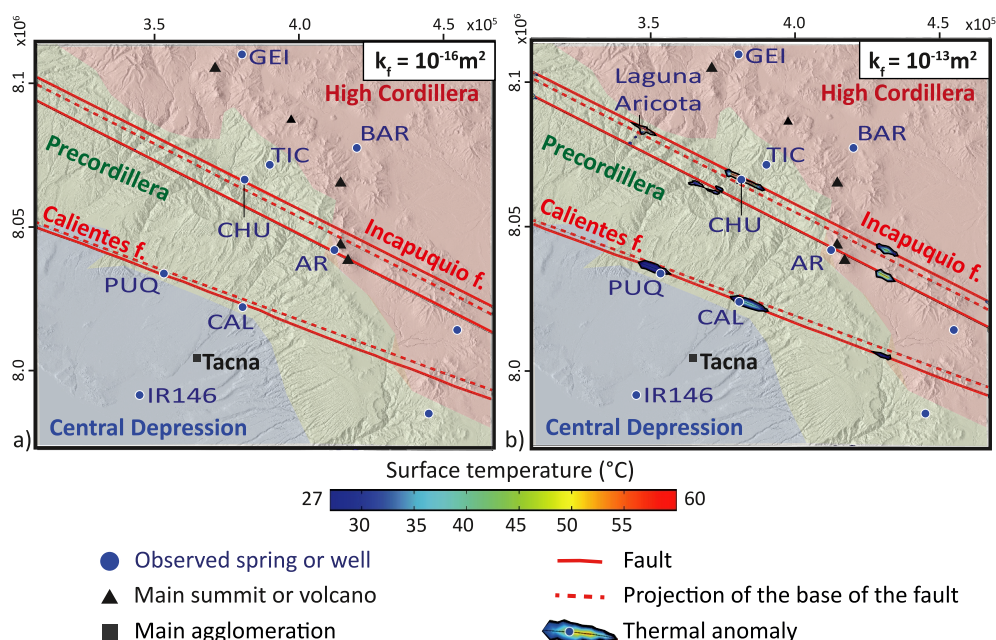 3.5 4.0 4.5 x10⁵
3.5 4.0 4.5 x10⁵
x10⁶
x10⁶
8.1
8.05
8.0
8.1
8.05
8.0
GEI
k_f = 10⁻¹⁶m²
High Cordillera
BAR
TIC
Precordillera
CHU
Incapuquio f.
Calientes f.
AR
PUQ
CAL
Tacna
IR146
Central Depression
a)
GEI
k_f = 10⁻¹³m²
Laguna
Aricota
High Cordillera
BAR
TIC
Precordillera
CHU
Incapuquio f.
Calientes f.
AR
PUQ
CAL
Tacna
IR146
Central Depression
b)
Surface temperature (°C)
27 60
30 35 40 45 50 55
Observed spring or well
Main summit or volcano
Main agglomeration
Fault
Projection of the base of the fault
Thermal anomaly